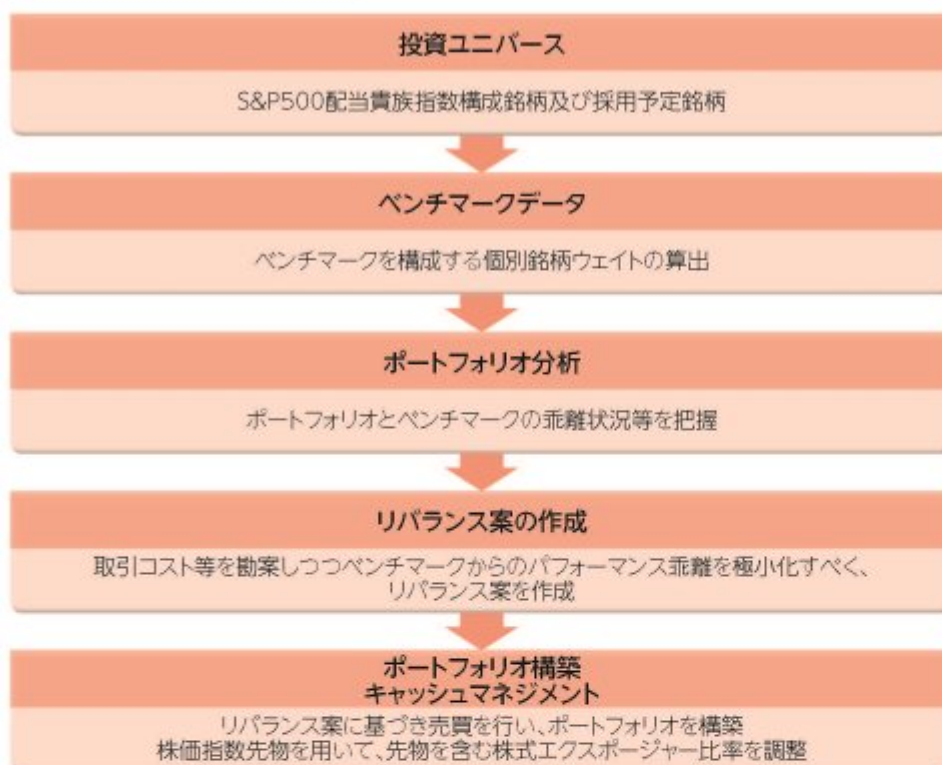 投資ユニバース
S&P500配当貴族指数構成銘柄及び採用予定銘柄
ベンチマークデータ
ベンチマークを構成する個別銘柄ウェイトの算出
ポートフォリオ分析
ポートフォリオとベンチマークの乖離状況等を把握
リバランス案の作成
取引コスト等を勘案しつつベンチマークからのパフォーマンス乖離を極小化すべく、
リバランス案を作成
ポートフォリオ構築
キャッシュマネジメント
リバランス案に基づき売買を行い、ポートフォリオを構築
株価指数先物を用いて、先物を含む株式エクスポージャー比率を調整